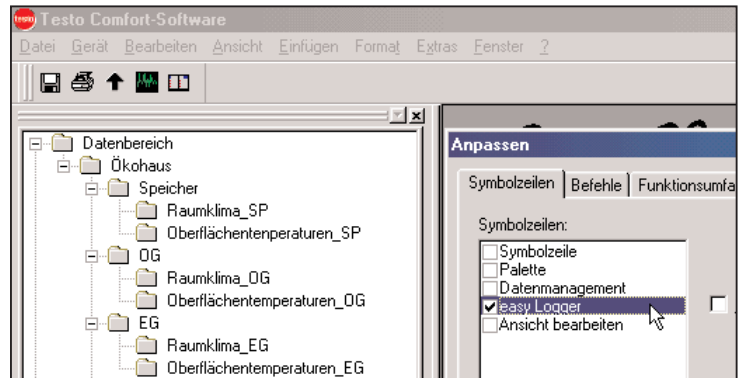 testo Testo Comfort-Software
Datei Gerät Bearbeiten Ansicht Einfügen Format Extras Fenster ?
Datenbereich
Ökohaus
Speicher
Raumklima_SP
Oberflächentenperaturen_SP
OG
Raumklima_OG
Oberflächentemperaturen_OG
EG
Raumklima_EG
Oberflächentemperaturen_EG
Anpassen
Symbolzeilen Befehle Funktionsumfa
Symbolzeilen:
Symbolzeile
Palette
Datenmanagement
easy Logger
Ansicht bearbeiten